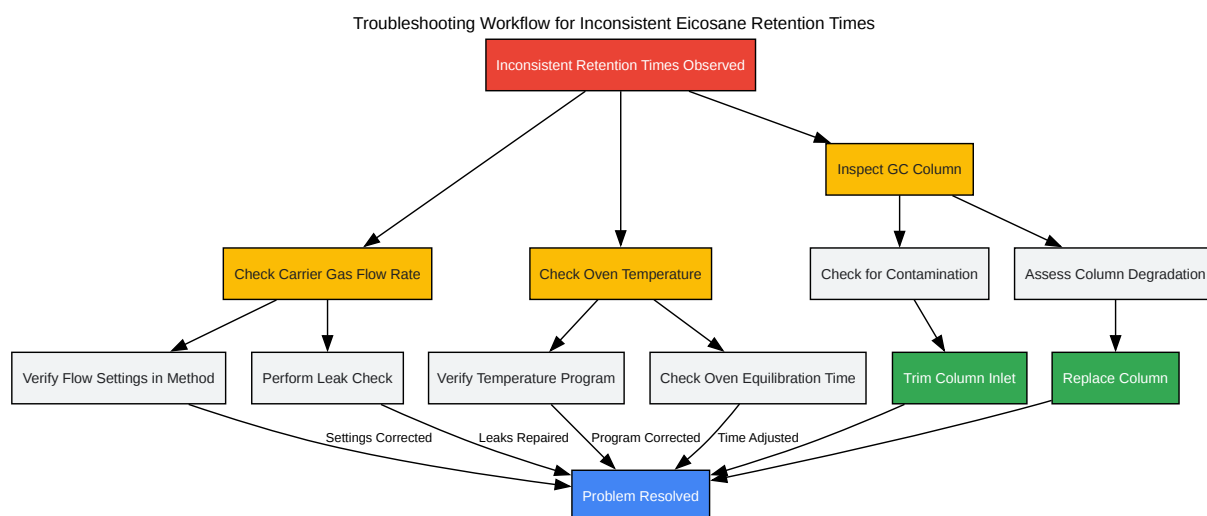 Troubleshooting Workflow for Inconsistent Eicosane Retention Times
Inconsistent Retention Times Observed
Inspect GC Column
Check Carrier Gas Flow Rate
Check Oven Temperature
Check for Contamination
Assess Column Degradation
Verify Flow Settings in Method
Perform Leak Check
Verify Temperature Program
Check Oven Equilibration Time
Trim Column Inlet
Replace Column
Settings Corrected
Leaks Repaired
Program Corrected
Time Adjusted
Problem Resolved